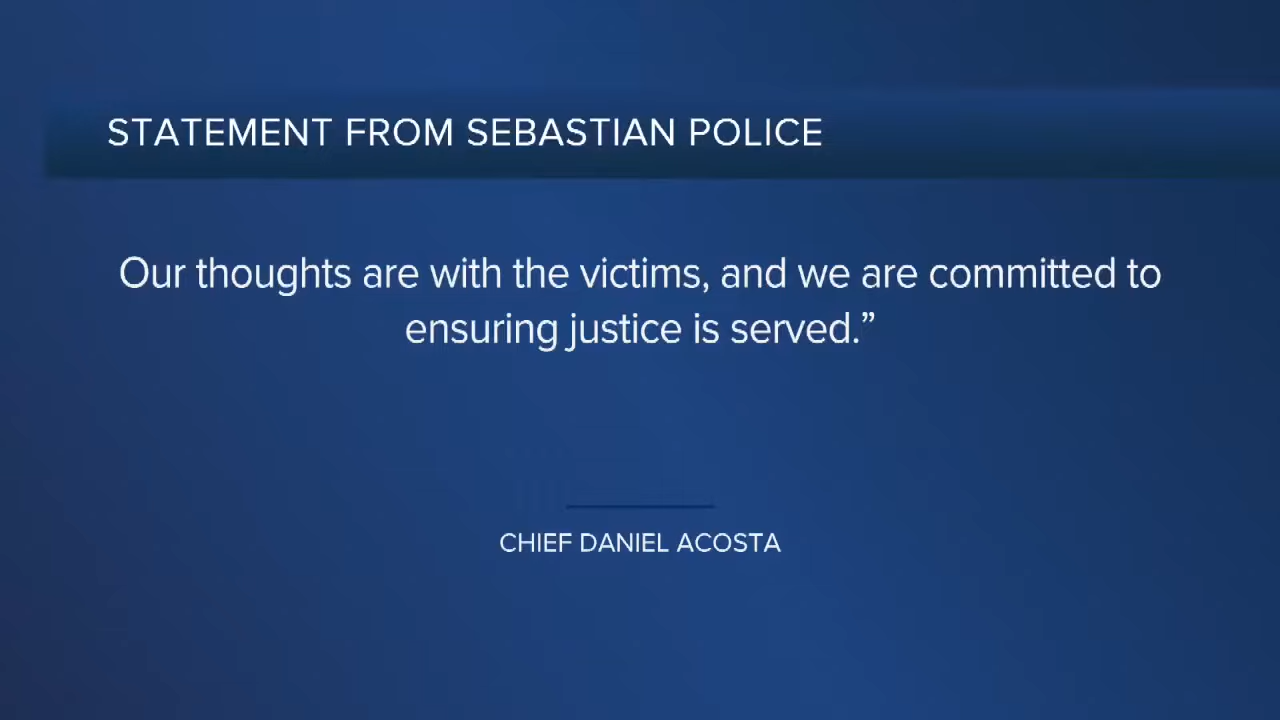 STATEMENT FROM SEBASTIAN POLICE
Our thoughts are with the victims, and we are committed to
ensuring justice is served.”
CHIEF DANIEL ACOSTA